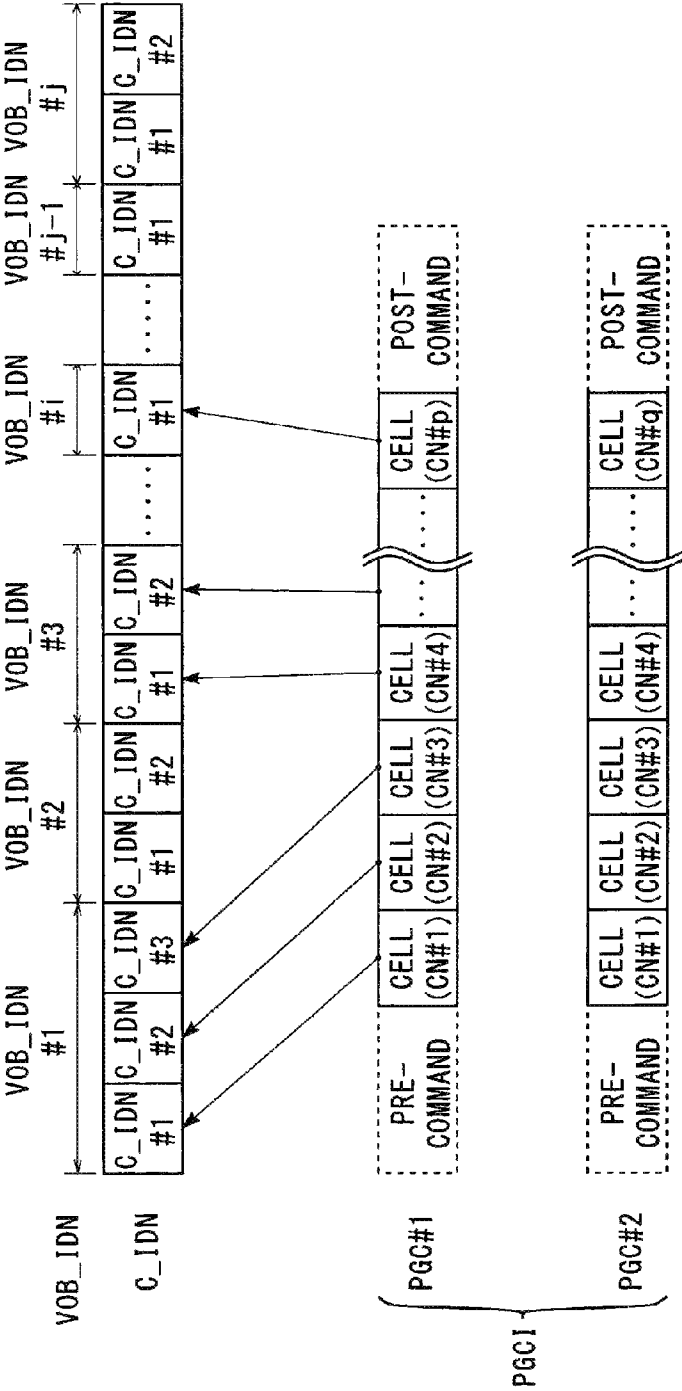 VOB_IDN VOB_IDN #1 VOB_IDN #2 VOB_IDN #3 VOB_IDN #i VOB_IDN #j-1 VOB_IDN #j
C_IDN C_IDN #1 C_IDN #2 C_IDN #3 C_IDN #1 C_IDN #2 C_IDN #1 C_IDN #2 ...... C_IDN #1 ...... C_IDN #1 C_IDN #1 C_IDN #2
PGCI
PGC#1 PRE-COMMAND CELL (CN#1) CELL (CN#2) CELL (CN#3) CELL (CN#4) .... .... CELL (CN#p) POST-COMMAND
PGC#2 PRE-COMMAND CELL (CN#1) CELL (CN#2) CELL (CN#3) CELL (CN#4) .... .... CELL (CN#q) POST-COMMAND